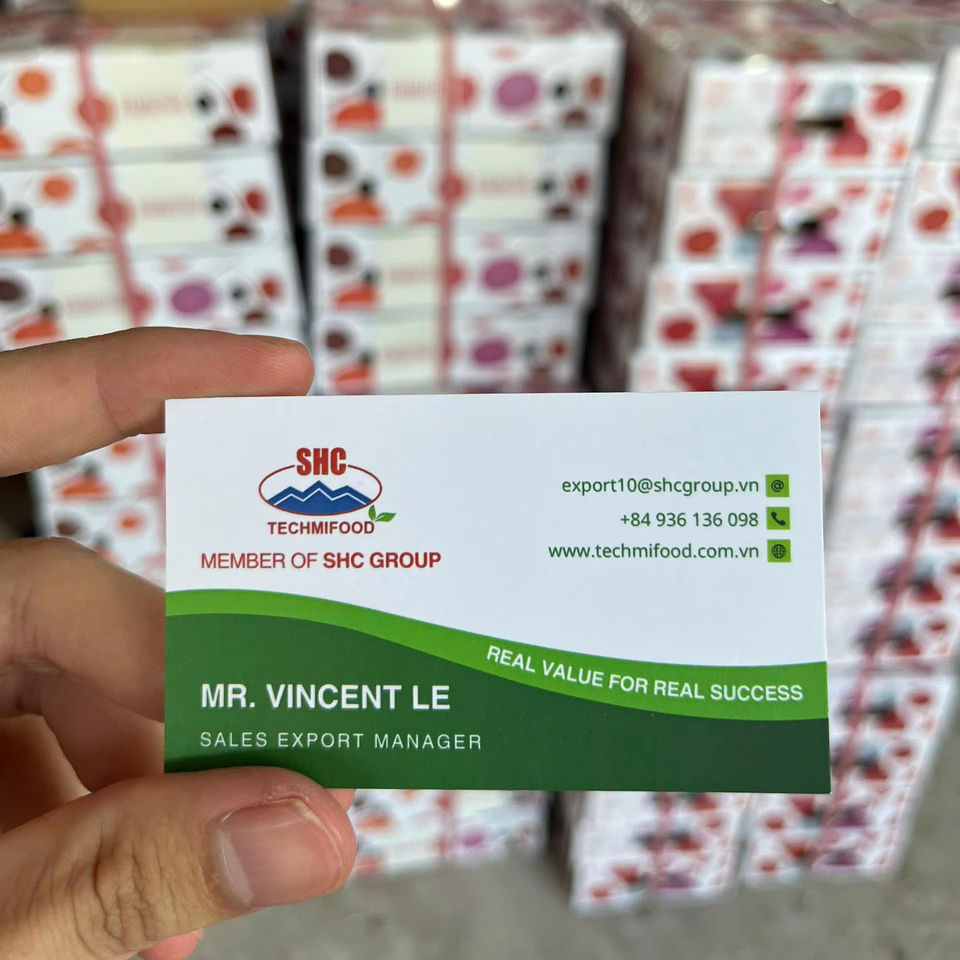 SHC
TECHMIFOOD
MEMBER OF SHC GROUP
export10@shcgroup.vn
+84 936 136 098
www.techmifood.com.vn
REAL VALUE FOR REAL SUCCESS
MR. VINCENT LE
SALES EXPORT MANAGER